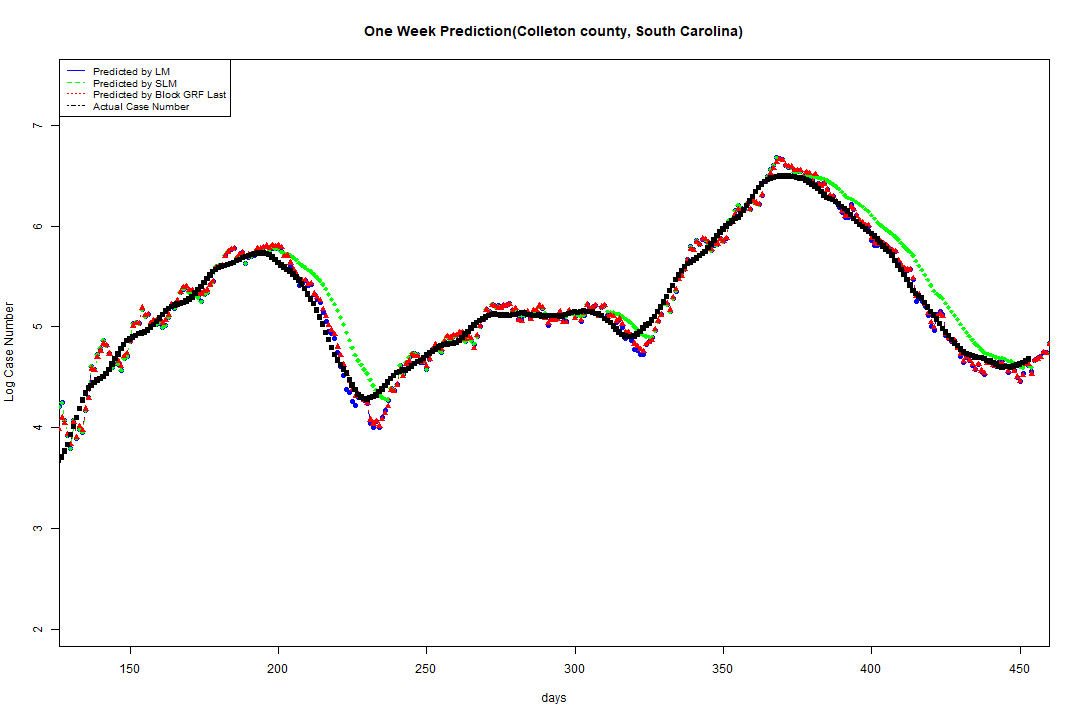 One Week Prediction(Colleton county, South Carolina)
Predicted by LM
Predicted by SLM
Predicted by Block GRF Last
Actual Case Number
7
6
5
4
3
2
Log Case Number
150 200 250 300 350 400 450
days